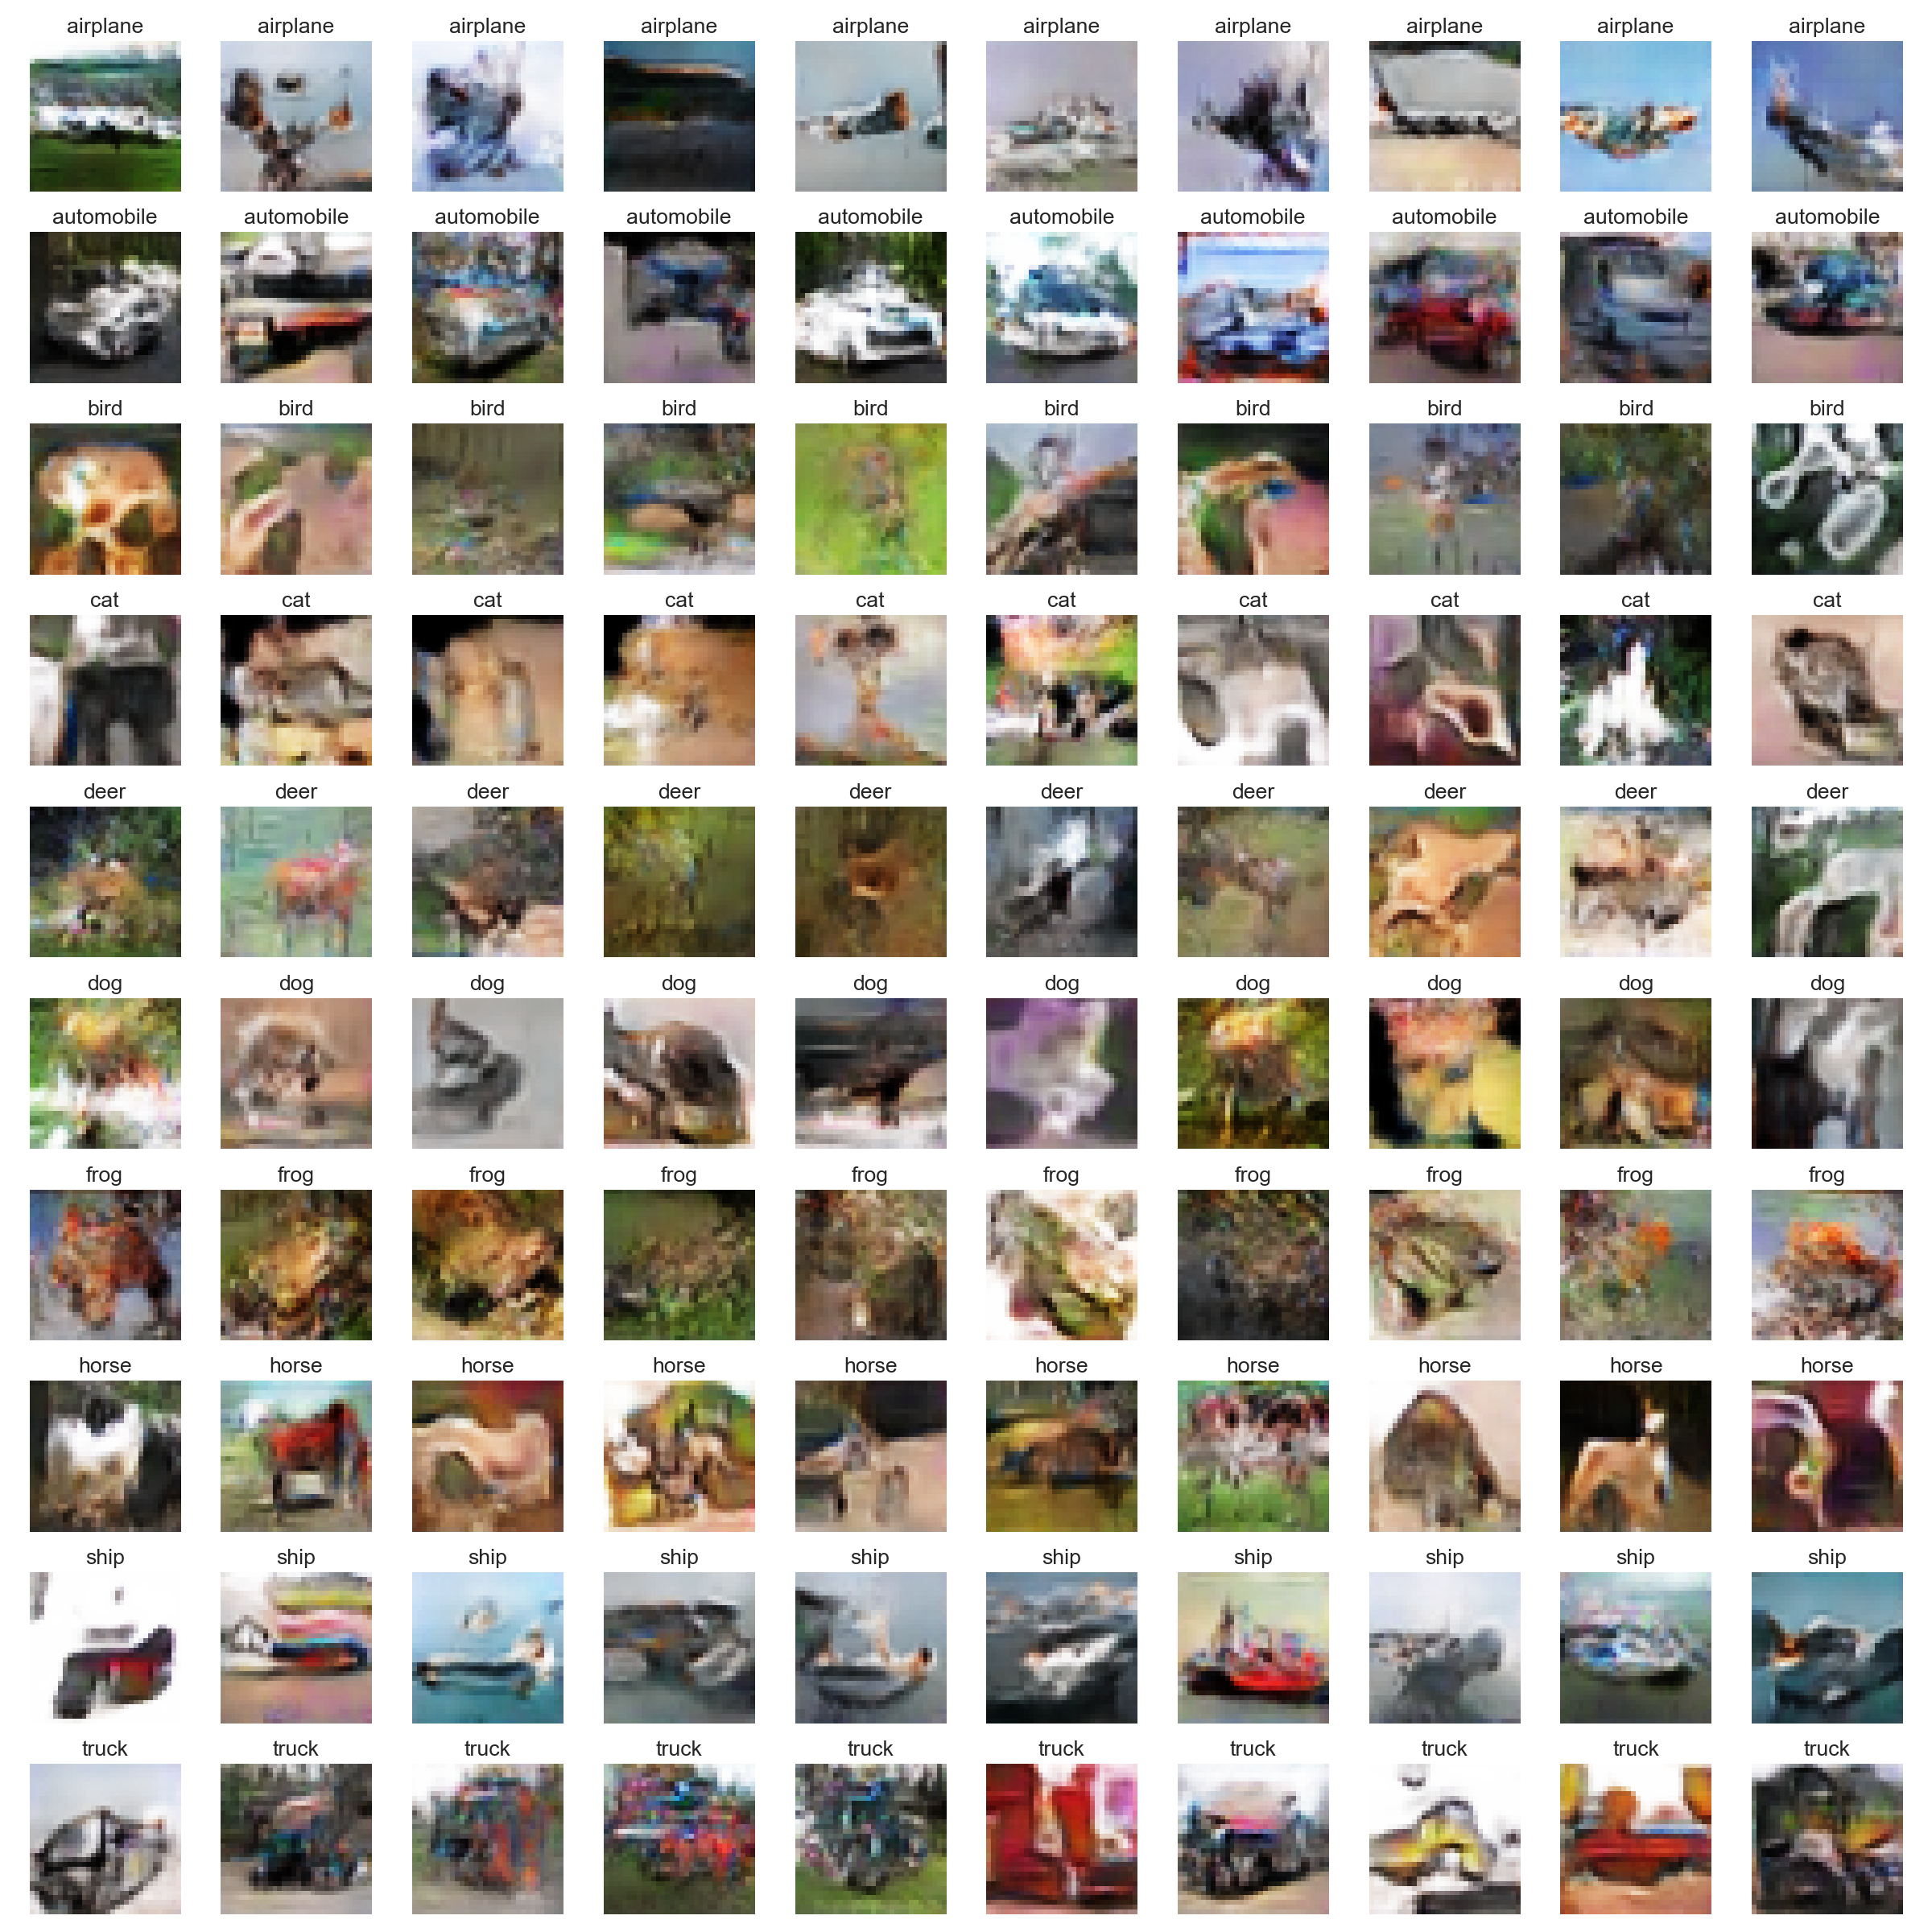 airplane airplane airplane airplane airplane airplane airplane airplane airplane airplane
automobile automobile automobile automobile automobile automobile automobile automobile automobile automobile
bird bird bird bird bird bird bird bird bird bird
cat cat cat cat cat cat cat cat cat cat
deer deer deer deer deer deer deer deer deer deer
dog dog dog dog dog dog dog dog dog dog
frog frog frog frog frog frog frog frog frog frog
horse horse horse horse horse horse horse horse horse horse
ship ship ship ship ship ship ship ship ship ship
truck truck truck truck truck truck truck truck truck truck